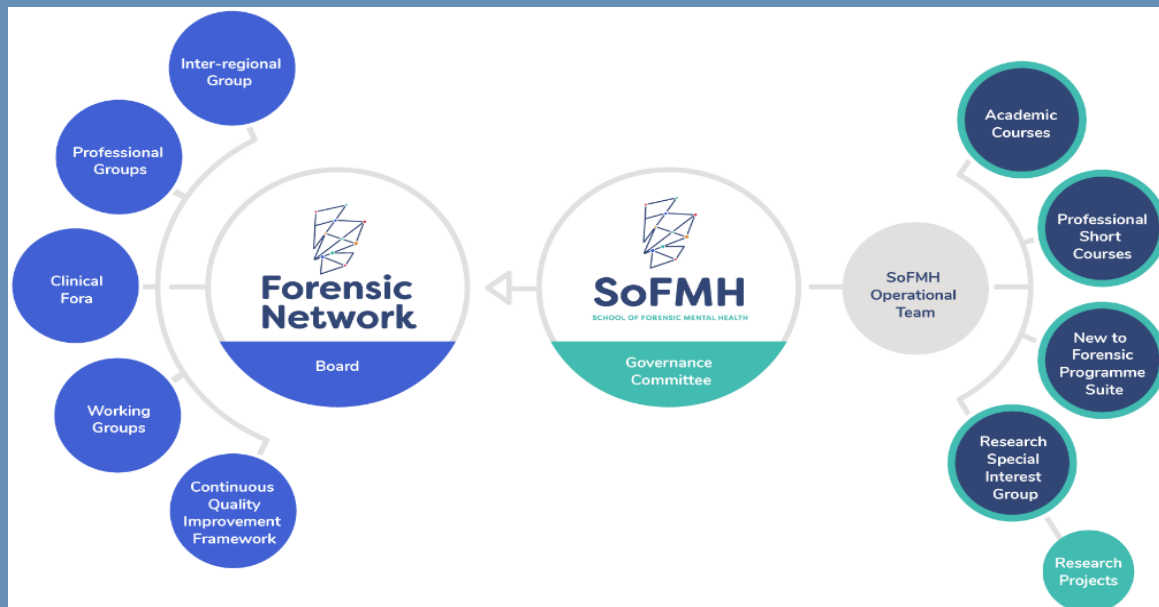 Inter-regional
Group
Professional
Groups
Clinical
Fora
Working
Groups
Continuous
Quality
Improvement
Framework
Forensic
Network
Board
SoFMH
SCHOOL OF FORENSIC MENTAL HEALTH
Governance
Committee
SoFMH
Operational
Team
Academic
Courses
Professional
Short
Courses
New to
Forensic
Programme
Suite
Research
Special
Interest
Group
Research
Projects